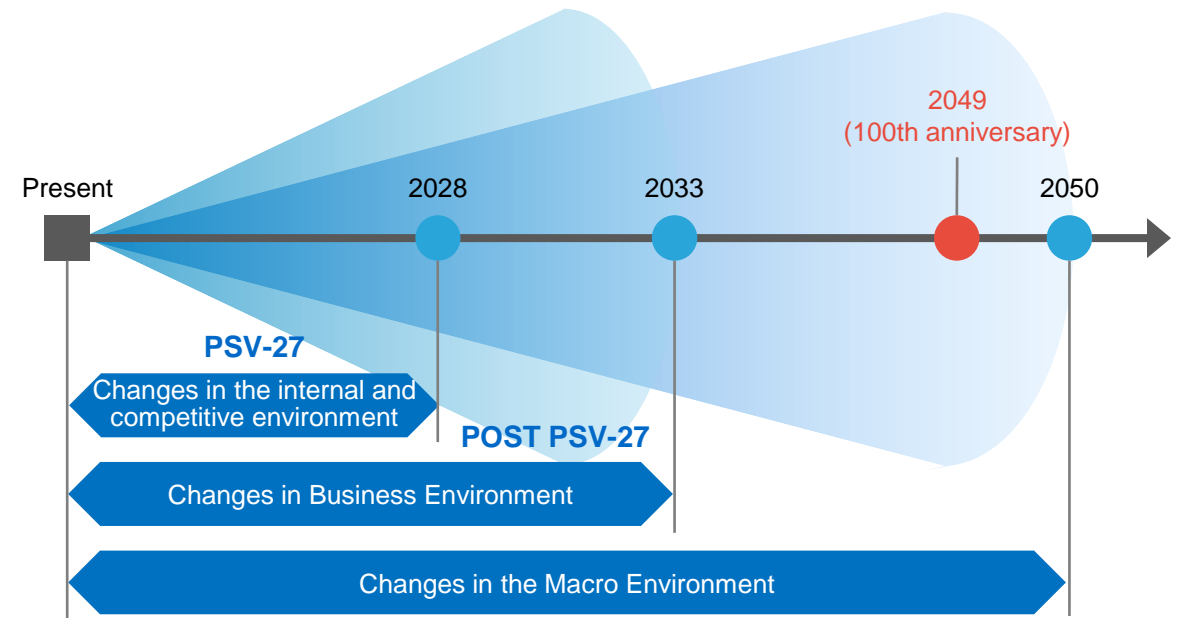 2049
(100th anniversary)
Present
2028
2033
2050
PSV-27
Changes in the internal and
competitive environment
POST PSV-27
Changes in Business Environment
Changes in the Macro Environment